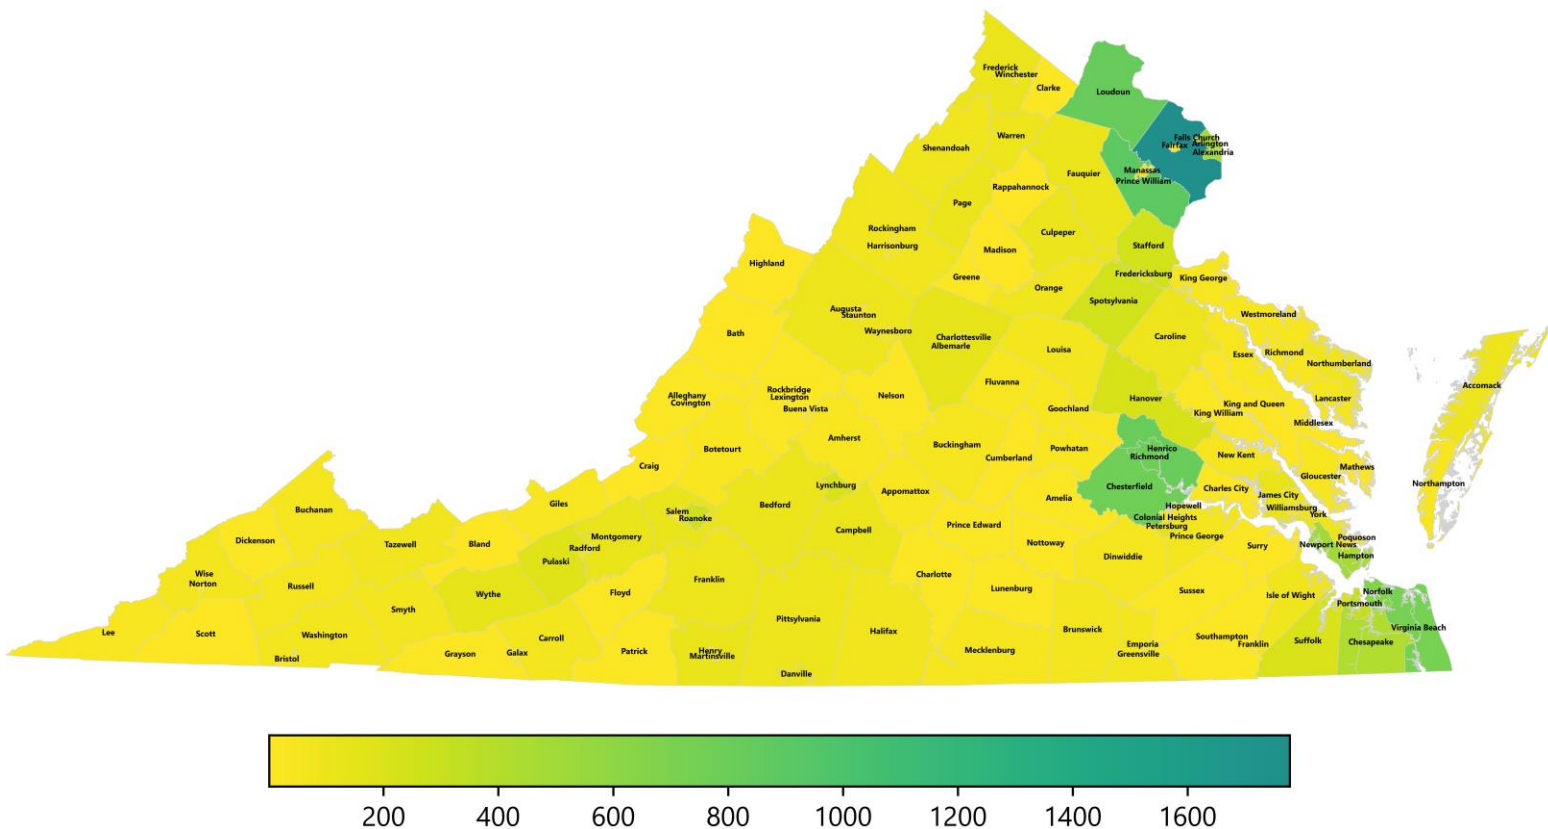 Frederick
Winchester
Clarke
Loudoun
Warren
Shenandoah
Falls Church
Fairfax
Arlington
Alexandria
Fauquier
Manassas
Prince William
Rappahannock
Page
Rockingham
Harrisonburg
Culpeper
Madison
Stafford
Highland
Greene
Fredericksburg
King George
Orange
Spotsylvania
Augusta
Staunton
Waynesboro
Westmoreland
Bath
Charlottesville
Albemarle
Louisa
Caroline
Essex
Richmond
Northumberland
Accomack
Rockbridge
Lexington
Buena Vista
Alleghany
Covington
Nelson
Fluvanna
Goochland
Hanover
King and Queen
King William
Lancaster
Middlesex
Botetourt
Amherst
Buckingham
Cumberland
Powhatan
Henrico
Richmond
New Kent
Craig
Mathews
Gloucester
Northampton
Lynchburg
Appomattox
Amelia
Chesterfield
Charles City
James City
Williamsburg
York
Buchanan
Giles
Salem
Roanoke
Bedford
Hopewell
Colonial Heights
Petersburg
Prince George
Dickenson
Tazewell
Bland
Montgomery
Radford
Pulaski
Campbell
Prince Edward
Nottoway
Dinwiddie
Surry
Poquoson
Newport News
Hampton
Wise
Norton
Russell
Smyth
Wythe
Floyd
Franklin
Charlotte
Lunenburg
Sussex
Isle of Wight
Norfolk
Portsmouth
Lee
Scott
Washington
Bristol
Grayson
Galax
Carroll
Patrick
Henry
Martinsville
Pittsylvania
Danville
Halifax
Mecklenburg
Brunswick
Emporia
Greensville
Southampton
Franklin
Suffolk
Chesapeake
Virginia Beach
200 400 600 800 1000 1200 1400 1600